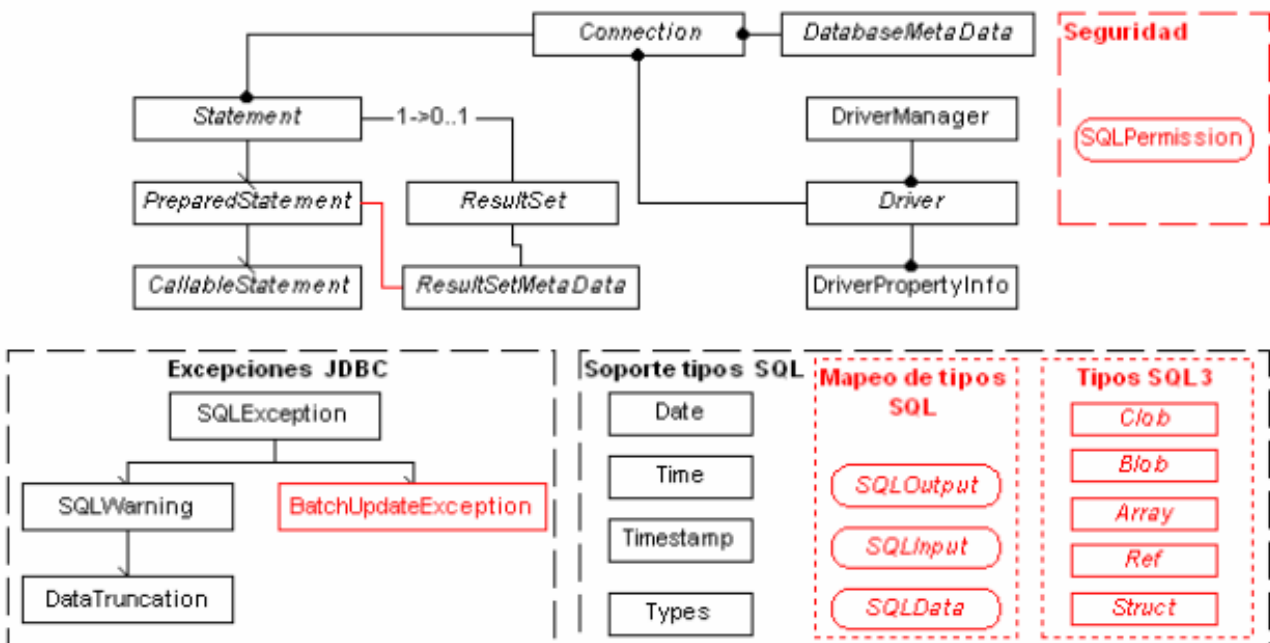 Connection
DatabaseMetaData
Seguridad
Statement
1->0..1
DriverManager
SQLPermission
PreparedStatement
ResultSet
Driver
CallableStatement
ResultSetMetaData
DriverPropertyInfo
Excepciones JDBC
SQLException
SQLWarning
BatchUpdateException
DataTruncation
Soporte tipos SQL
Date
Time
Timestamp
Types
Mapeo de tipos
SQL
SQLOutput
SQLInput
SQLData
Tipos SQL3
Clob
Blob
Array
Ref
Struct